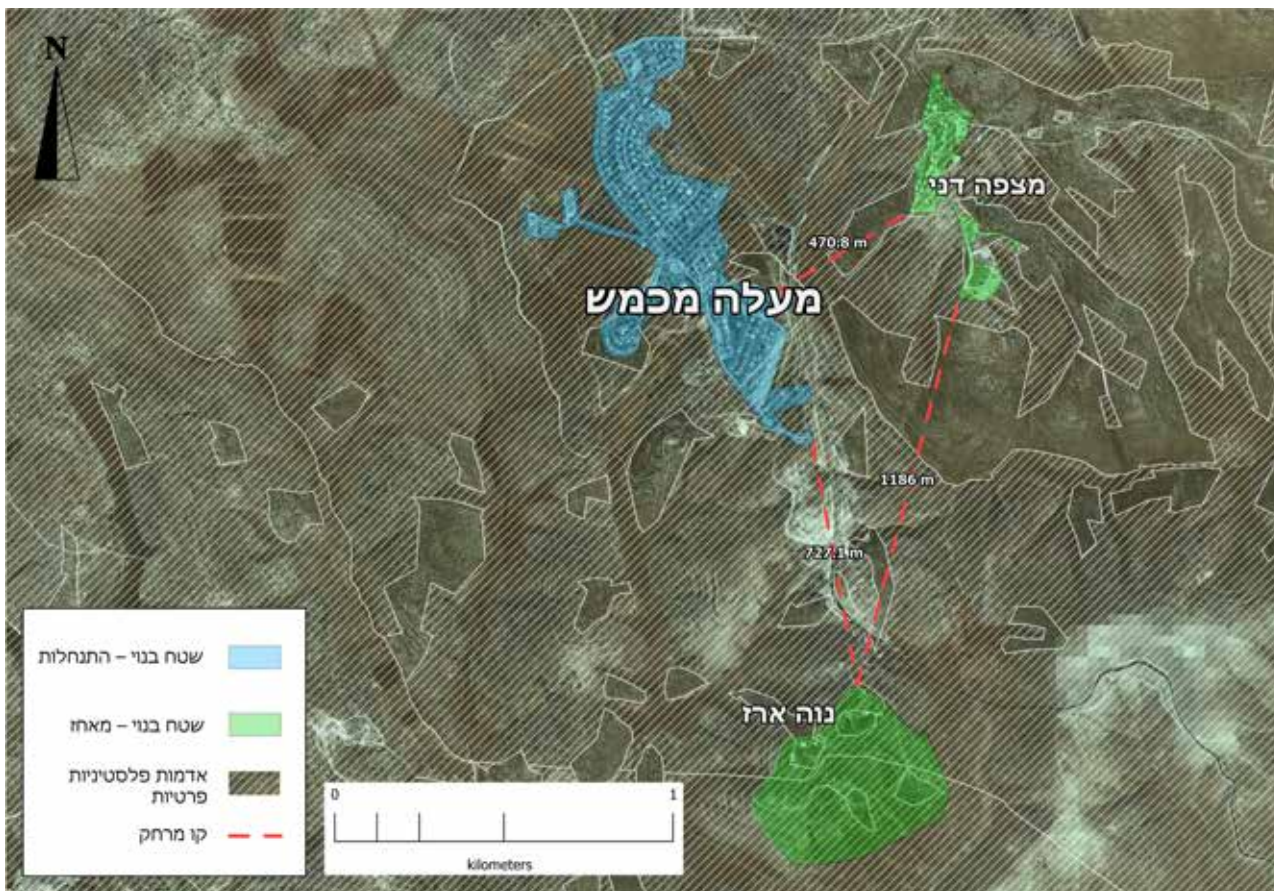 N
מצפה דני
470.8 m
מעלה מכמש
1186 m
727.1 m
נוה ארז
שטח בנוי – התנחלות
שטח בנוי – מאחז
אדמות פלסטיניות
פרטיות
קו מרחק
0 1
kilometers